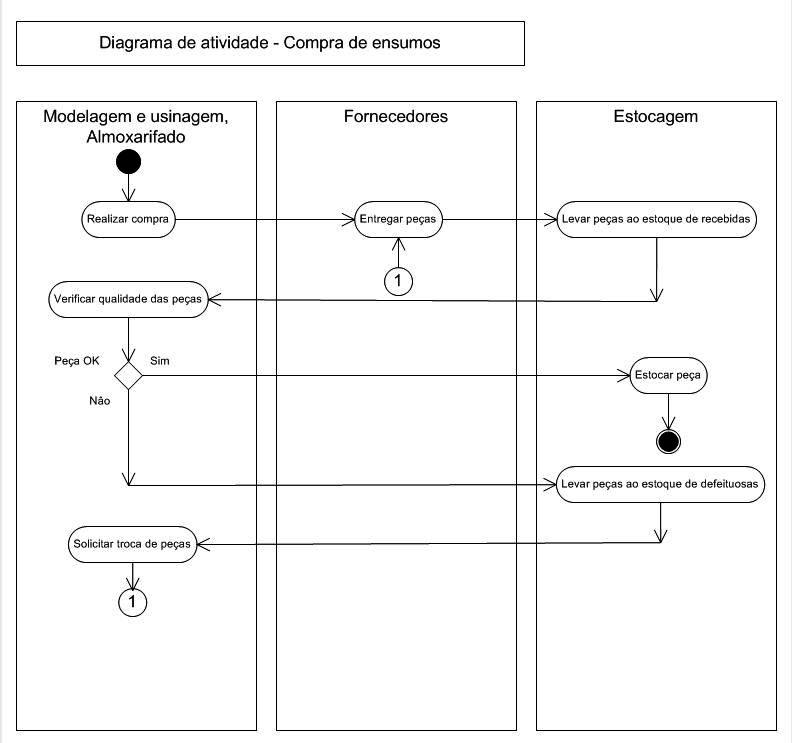 Diagrama de atividade - Compra de ensumos
Modelagem e usinagem,
Almoxarifado
Fornecedores
Estocagem
Realizar compra
Entregar peças
Levar peças ao estoque de recebidas
1
Verificar qualidade das peças
Peça OK
Sim
Estocar peça
Não
Levar peças ao estoque de defeituosas
Solicitar troca de peças
1